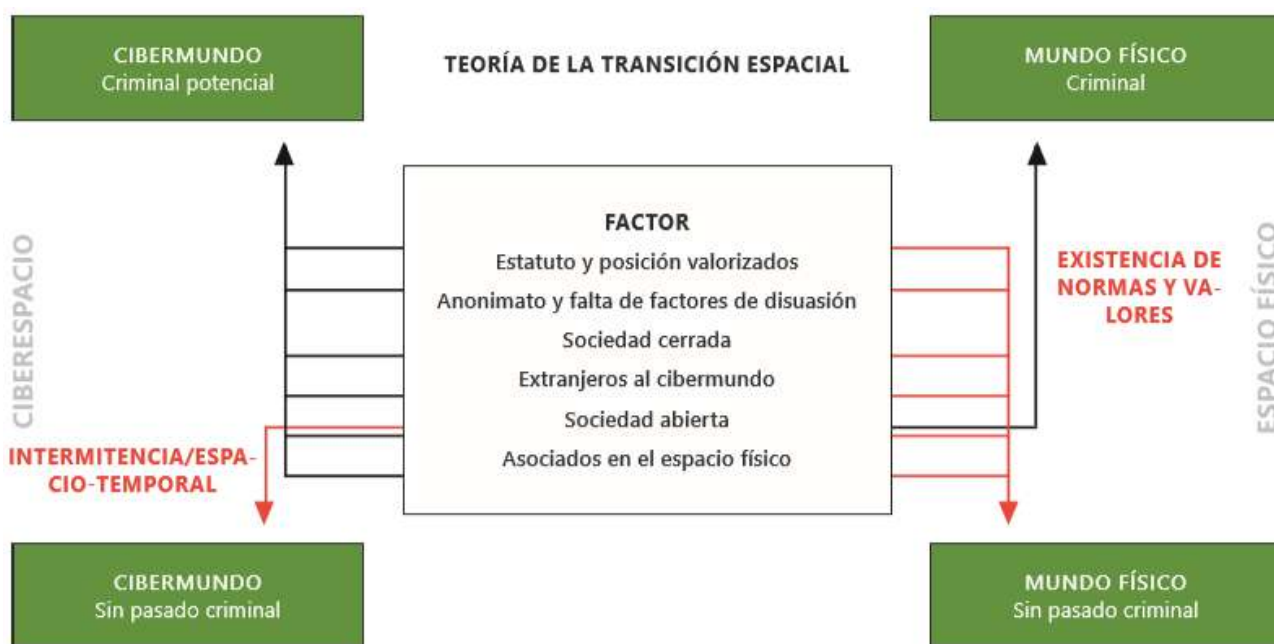 CIBERMUNDO
Criminal potencial
TEORÍA DE LA TRANSICIÓN ESPACIAL
MUNDO FÍSICO
Criminal
CIBERESPACIO
FACTOR
Estatuto y posición valorizados
Anonimato y falta de factores de disuasión
Sociedad cerrada
Extranjeros al cibermundo
Sociedad abierta
Asociados en el espacio físico
EXISTENCIA DE
NORMAS Y VA-
LORES
ESPACIO FÍSICO
INTERMITENCIA/ESPA-
CIO-TEMPORAL
CIBERMUNDO
Sin pasado criminal
MUNDO FÍSICO
Sin pasado criminal